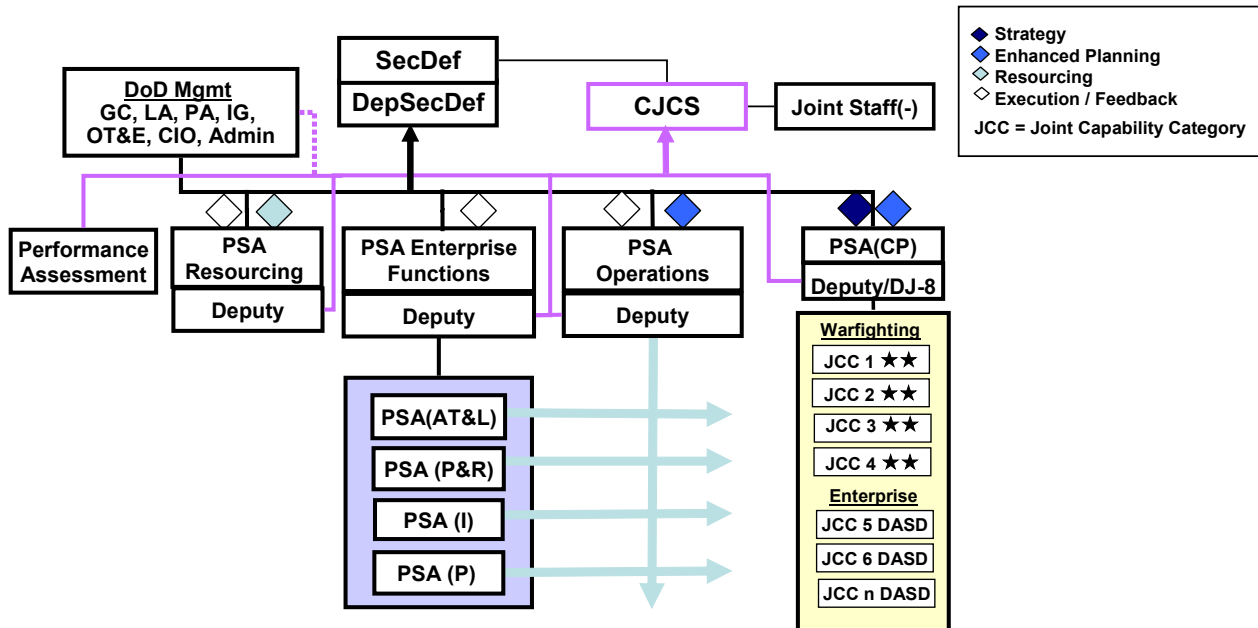 SecDef
DepSecDef
DoD Mgmt
GC, LA, PA, IG,
OT&E, CIO, Admin
CJCS
Joint Staff(-)
Strategy
Enhanced Planning
Resourcing
Execution / Feedback
JCC = Joint Capability Category
Performance
Assessment
PSA
Resourcing
Deputy
PSA Enterprise
Functions
Deputy
PSA
Operations
Deputy
PSA(CP)
Deputy/DJ-8
PSA(AT&L)
PSA (P&R)
PSA (I)
PSA (P)
Warfighting
JCC 1 ★★
JCC 2 ★★
JCC 3 ★★
JCC 4 ★★
Enterprise
JCC 5 DASD
JCC 6 DASD
JCC n DASD